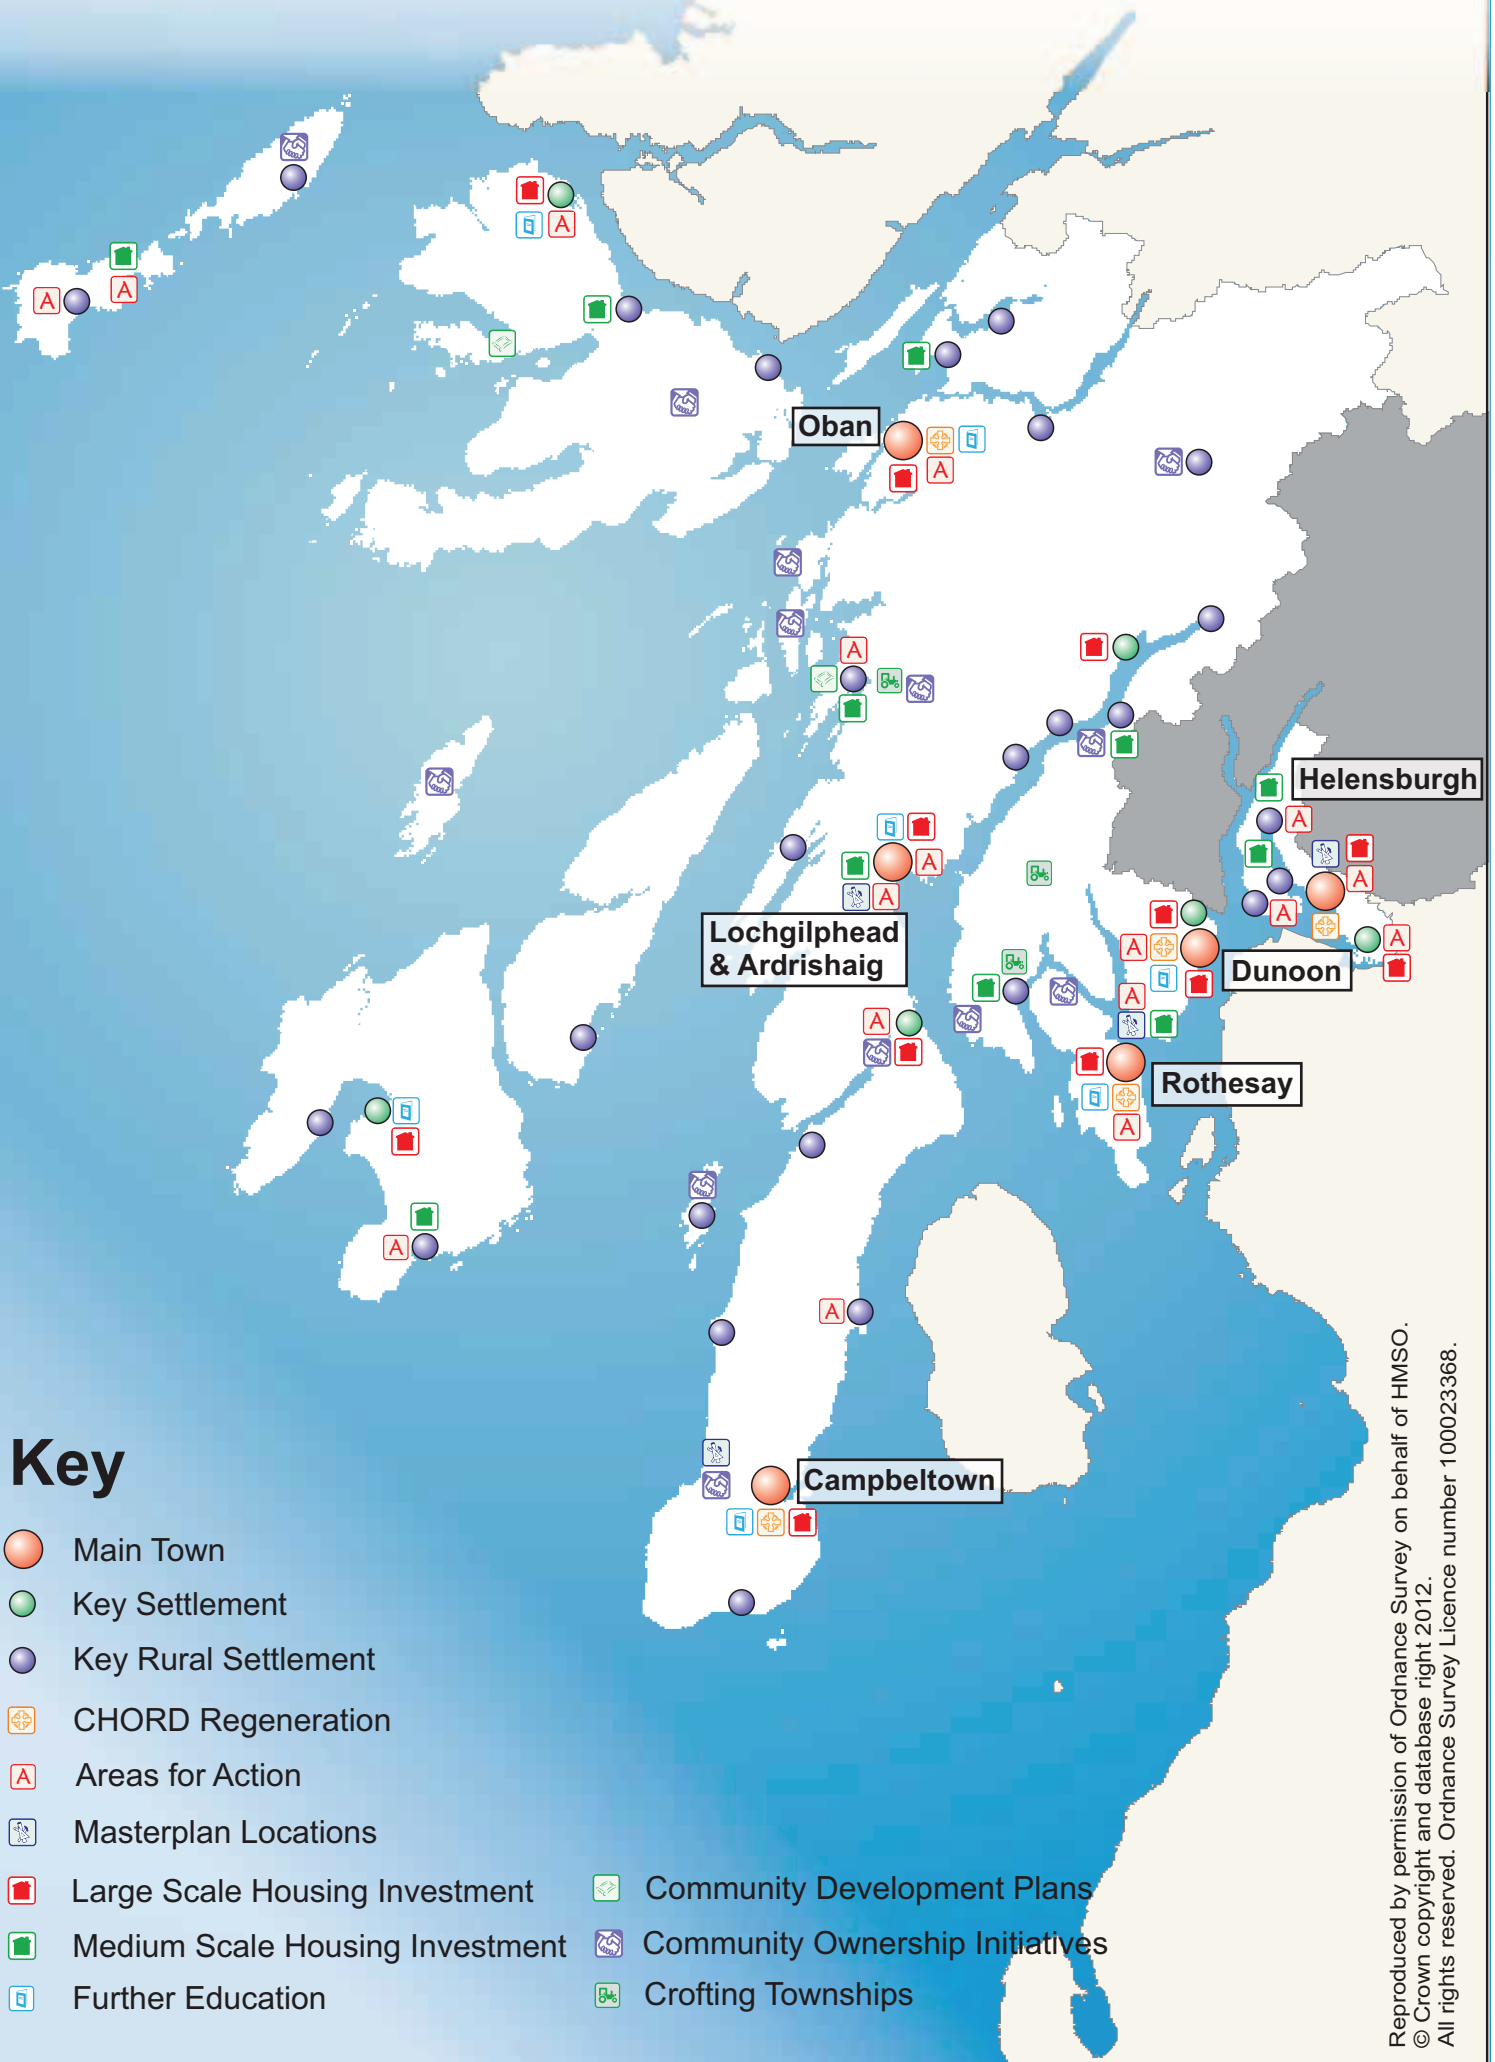 Oban
Helensburgh
Lochgilphead
& Ardrishaig
Dunoon
Rothesay
Campbeltown
Key
Main Town
Key Settlement
Key Rural Settlement
CHORD Regeneration
A Areas for Action
Masterplan Locations
Large Scale Housing Investment
Medium Scale Housing Investment
Further Education
Community Development Plans
Community Ownership Initiatives
Crofting Townships
Reproduced by permission of Ordnance Survey on behalf of HMSO.
© Crown copyright and database right 2012.
All rights reserved. Ordnance Survey Licence number 100023368.